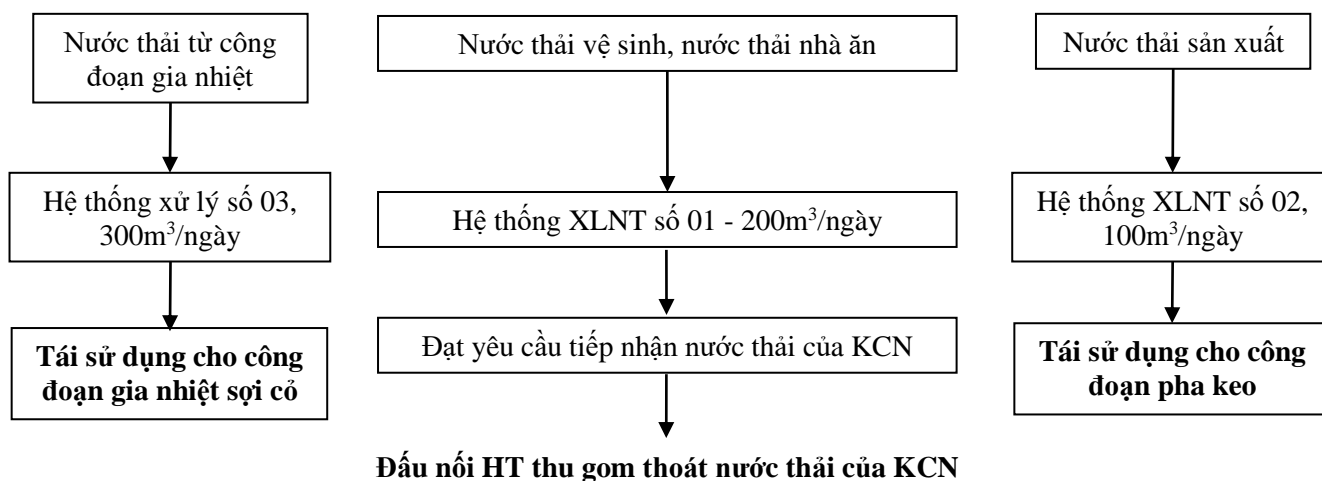 Nước thải từ công
đoạn gia nhiệt
Hệ thống xử lý số 03,
300m³/ngày
Tái sử dụng cho công
đoạn gia nhiệt sợi cỏ
Nước thải vệ sinh, nước thải nhà ăn
Hệ thống XLNT số 01 - 200m³/ngày
Đạt yêu cầu tiếp nhận nước thải của KCN
Đấu nối HT thu gom thoát nước thải của KCN
Nước thải sản xuất
Hệ thống XLNT số 02,
100m³/ngày
Tái sử dụng cho công
đoạn pha keo